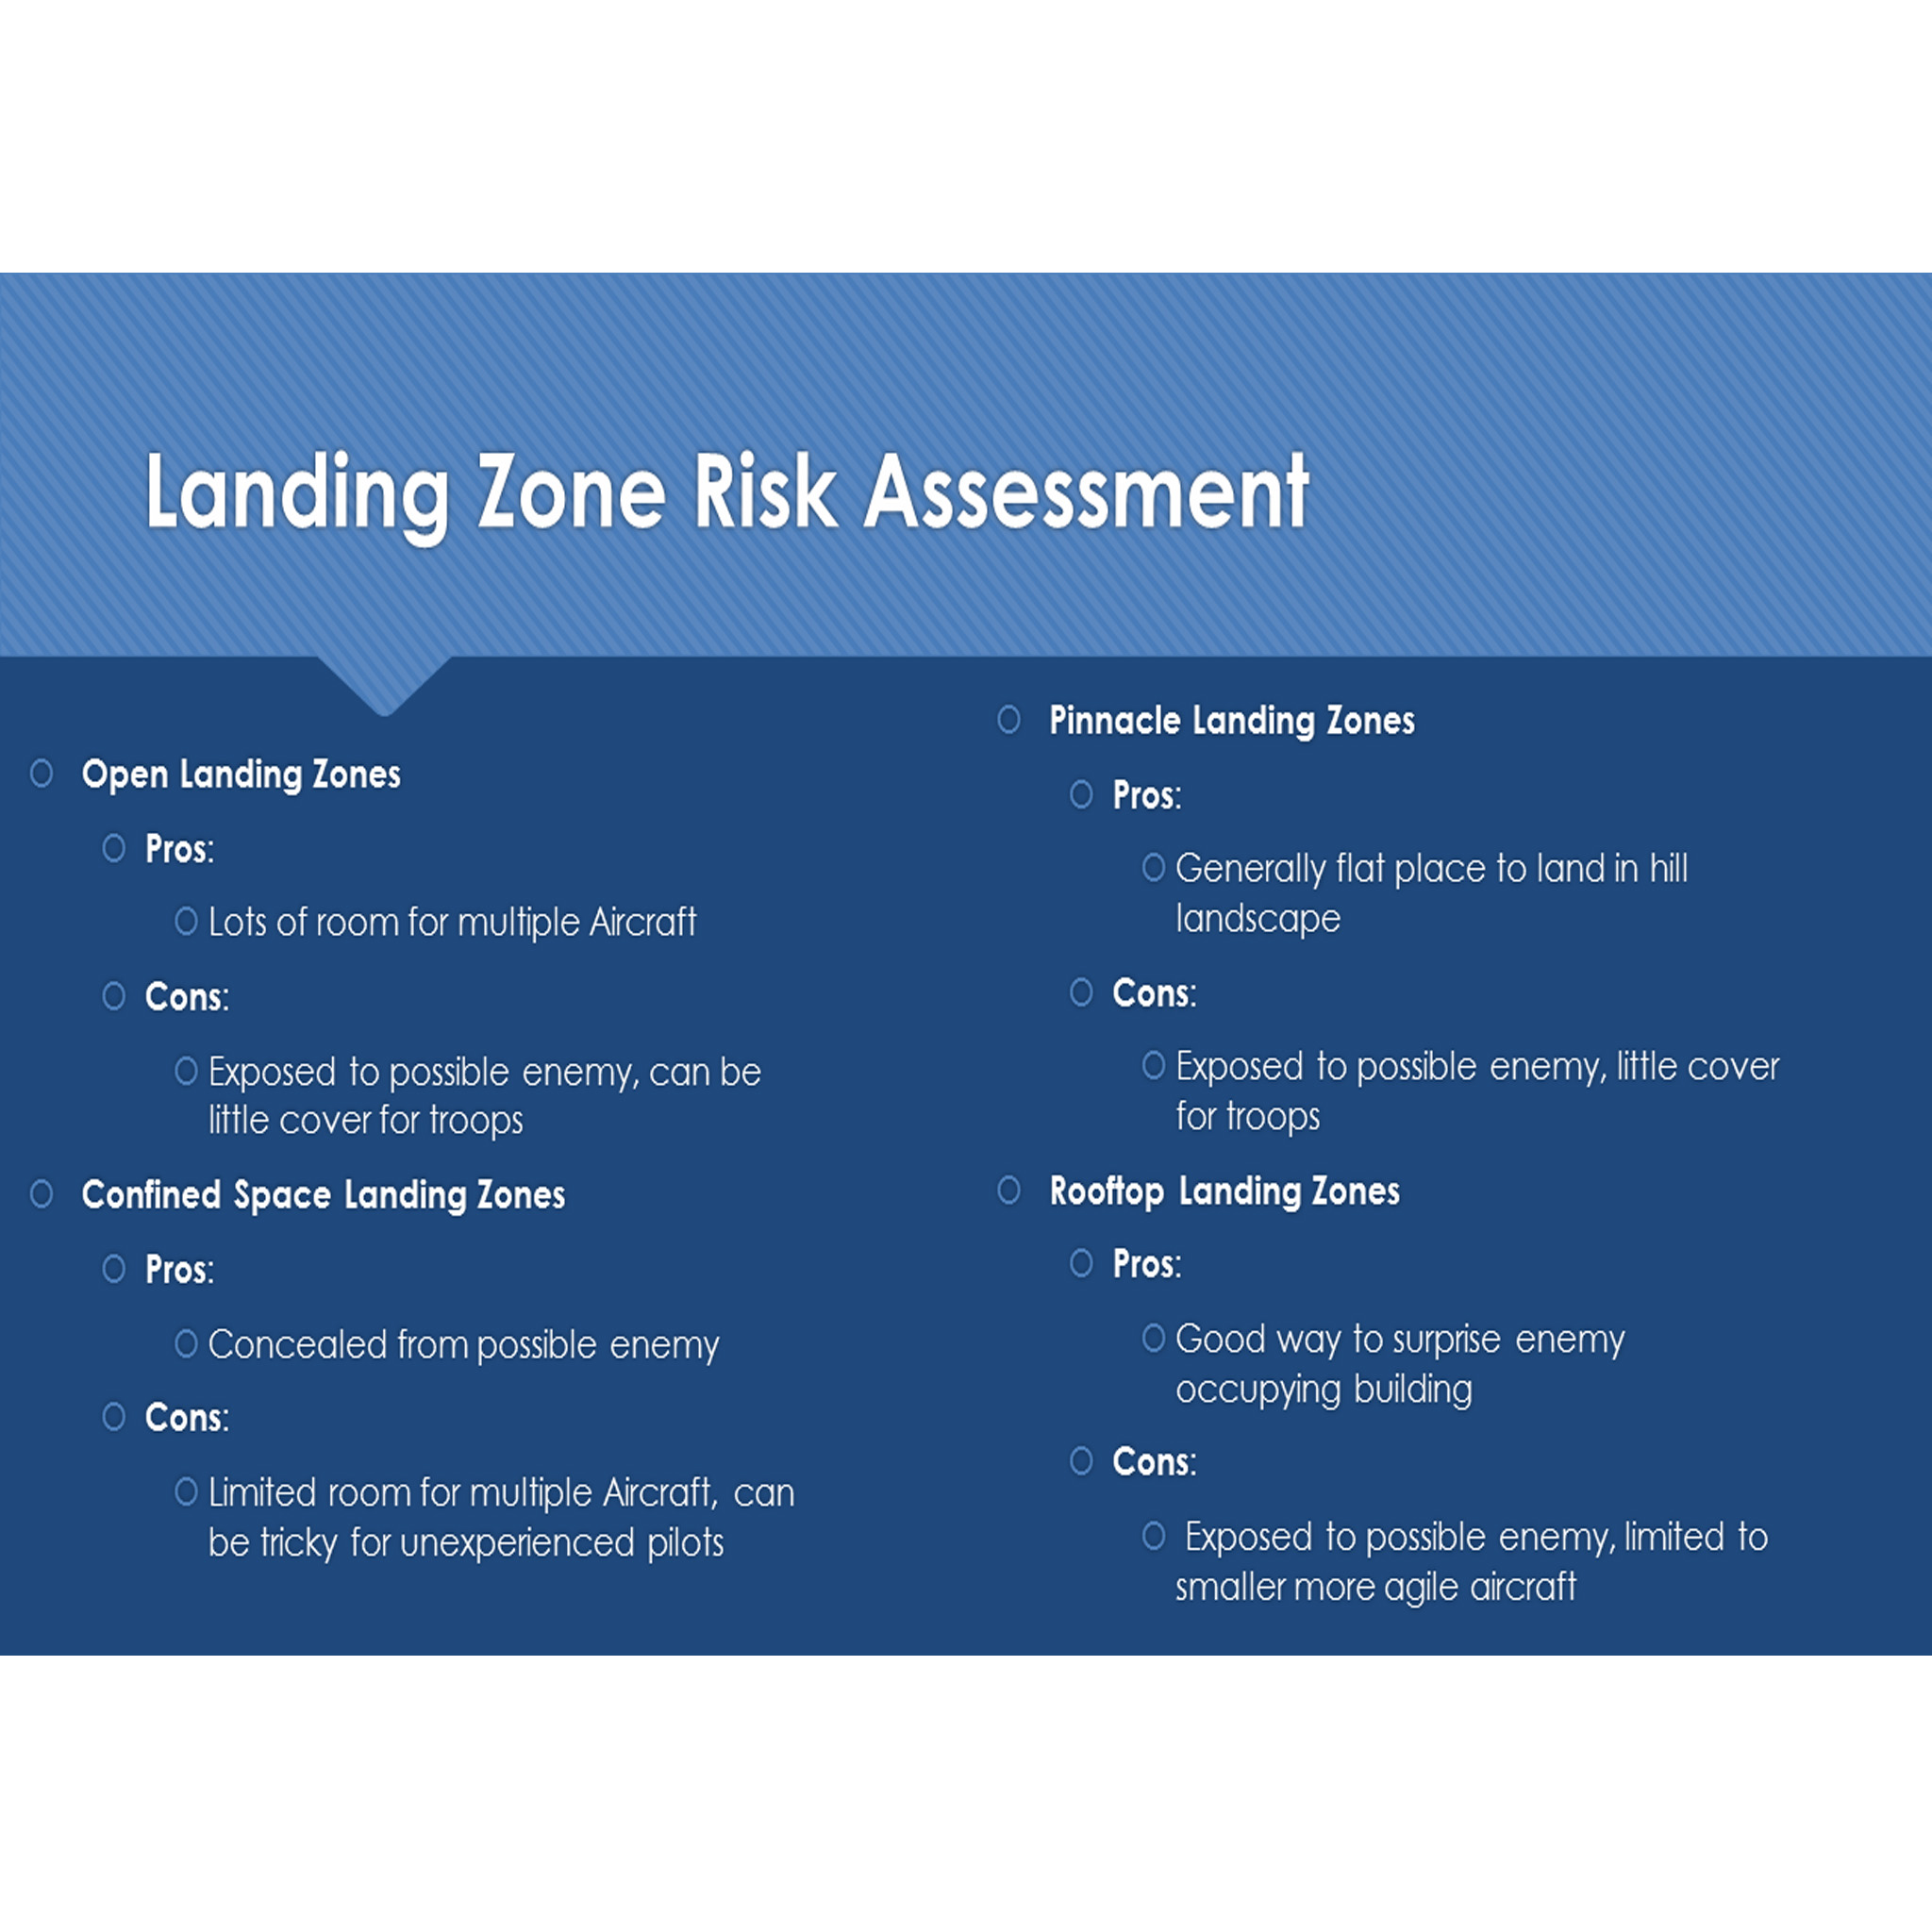 Landing Zone Risk Assessment
Open Landing Zones
Pros:
Lots of room for multiple Aircraft
Cons:
Exposed to possible enemy, can be
little cover for troops
Confined Space Landing Zones
Pros:
Concealed from possible enemy
Cons:
Limited room for multiple Aircraft, can
be tricky for unexperienced pilots
Pinnacle Landing Zones
Pros:
Generally flat place to land in hill
landscape
Cons:
Exposed to possible enemy, little cover
for troops
Rooftop Landing Zones
Pros:
Good way to surprise enemy
occupying building
Cons:
Exposed to possible enemy, limited to
smaller more agile aircraft